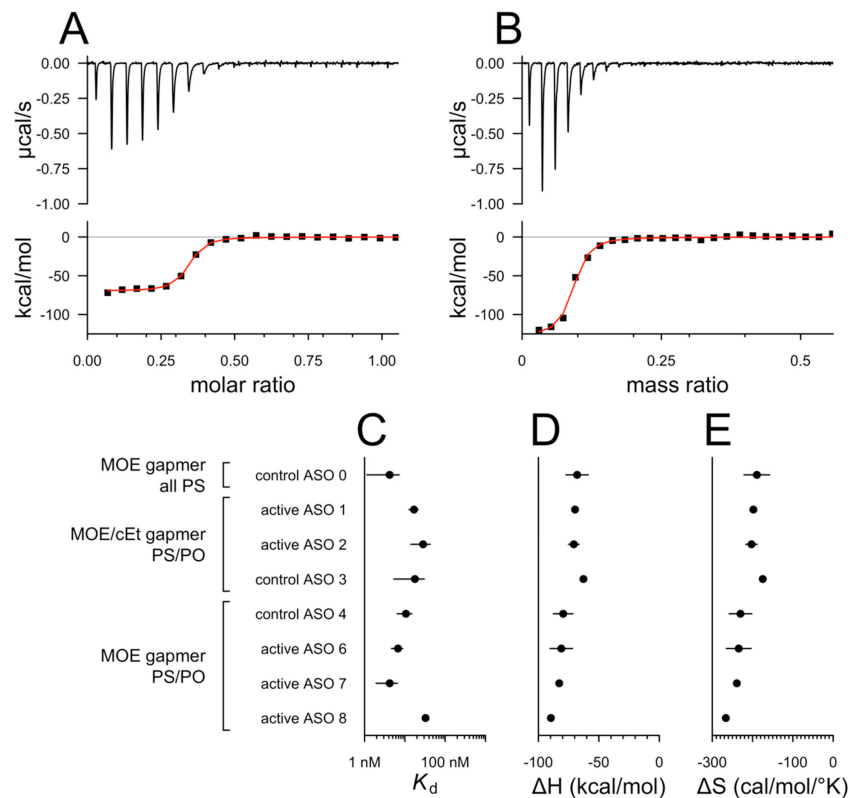 A
0.00
-0.25
-0.50
-0.75
-1.00
µcal/s
0
-50
-100
kcal/mol
0.00
0.25
0.50
0.75
1.00
molar ratio
B
0.00
-0.25
-0.50
-0.75
-1.00
µcal/s
0
-50
-100
kcal/mol
0
0.25
0.5
mass ratio
C
D
E
MOE gapmer
all PS
control ASO 0
MOE/cEt gapmer
PS/PO
active ASO 1
active ASO 2
control ASO 3
MOE gapmer
PS/PO
control ASO 4
active ASO 6
active ASO 7
active ASO 8
1 nM
100 nM
Kd
-100
-50
0
ΔH (kcal/mol)
-300
-100
0
ΔS (cal/mol/°K)